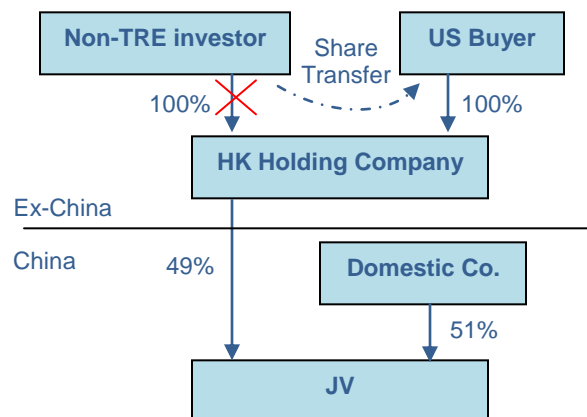 Non-TRE investor
Share
Transfer
US Buyer
100%
100%
HK Holding Company
Ex-China
China
49%
Domestic Co.
51%
JV